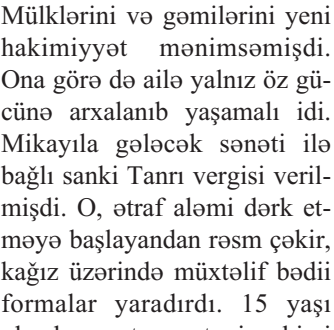 Mülklərini və gəmilərini yeni
hakimiyyət mənimsəmişdi.
Ona görə də ailə yalnız öz gü-
cünə arxalanıb yaşamalı idi.
Mikayıla gələcək sənəti ilə
bağlı sanki Tanrı vergisi veril-
mişdi. O, ətraf aləmi dərk et-
məyə başlayandan rəsm çəkir,
kağız üzərində müxtəlif bədii
formalar yaradırdı. 15 yaşı